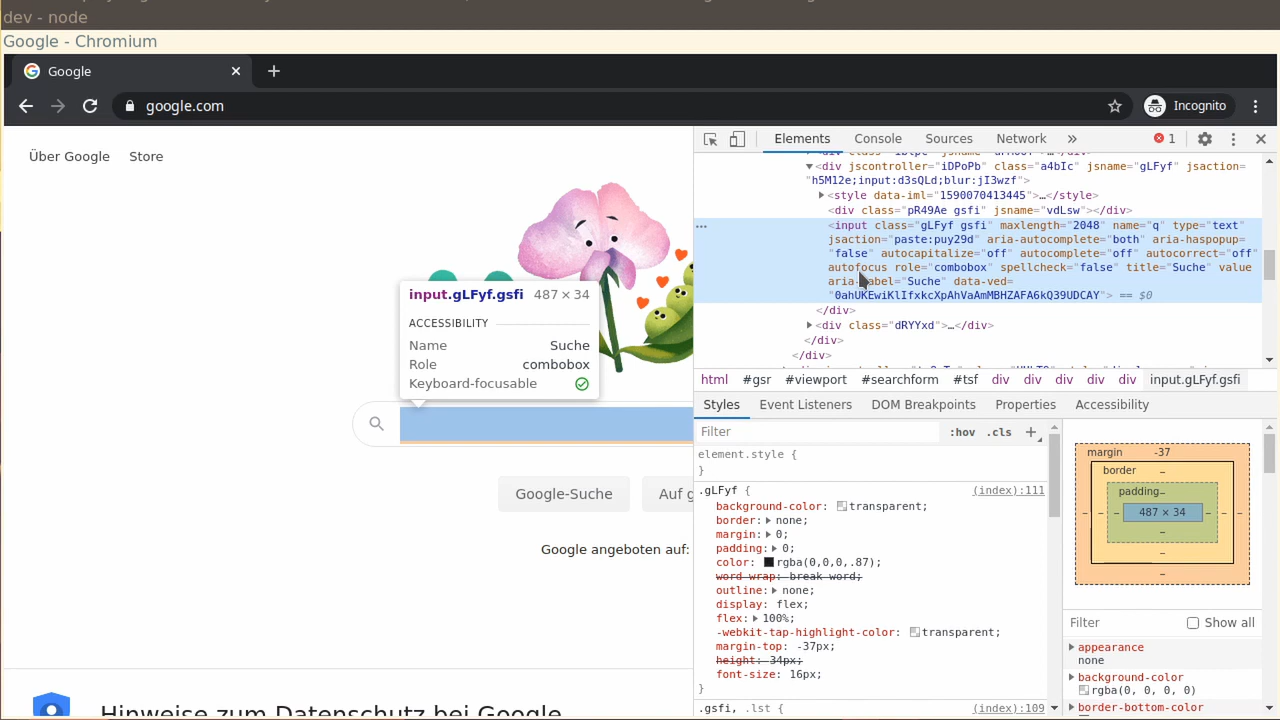 dev - node
Google - Chromium
Google
google.com
Incognito
Über Google Store
Elements Console Sources Network » 1
<div jscontroller="iDPoPb" class="a4bIc" jsname="gLFyf" jsaction=
"h5M12e;input:d3sQLd;blur:jI3wzf">
<style data-iml="1590070413445">…</style>
<div class="pR49Ae gsfi" jsname="vdLsw"></div>
<input class="gLFyf gsfi" maxlength="2048" name="q" type="text"
jsaction="paste:puy29d" aria-autocomplete="both" aria-haspopup=
"false" autocapitalize="off" autocomplete="off" autocorrect="off"
autofocus role="combobox" spellcheck="false" title="Suche" value
aria-label="Suche" data-ved=
"0ahUKEwiKlIfxkcXpAhVaAmMBHZAFA6kQ39UDCAY"> == $0
</div>
<div class="dRYYxd">…</div>
</div>
</div>
input.gLFyf.gsfi 487 × 34
ACCESSIBILITY
Name Suche
Role combobox
Keyboard-focusable
Google-Suche
Auf g
Google angeboten auf:
Hinweise zum Datenschutz bei Google
html #gsr #viewport #searchform #tsf div div div div div input.gLFyf.gsfi
Styles Event Listeners DOM Breakpoints Properties Accessibility
Filter :hov .cls +
element.style {
}
.gLFyf { (index):111
background-color: transparent;
border: none;
margin: 0;
padding: 0;
color: rgba(0,0,0,.87);
word-wrap: break-word;
outline: none;
display: flex;
flex: 100%;
-webkit-tap-highlight-color: transparent;
margin-top: -37px;
height: 34px;
font-size: 16px;
}
.gsfi, .lst { (index):109
margin -37
border –
padding –
– – – 487 × 34 – – –
–
–
–
Filter Show all
appearance
none
background-color
rgba(0, 0, 0, 0)
border-bottom-color